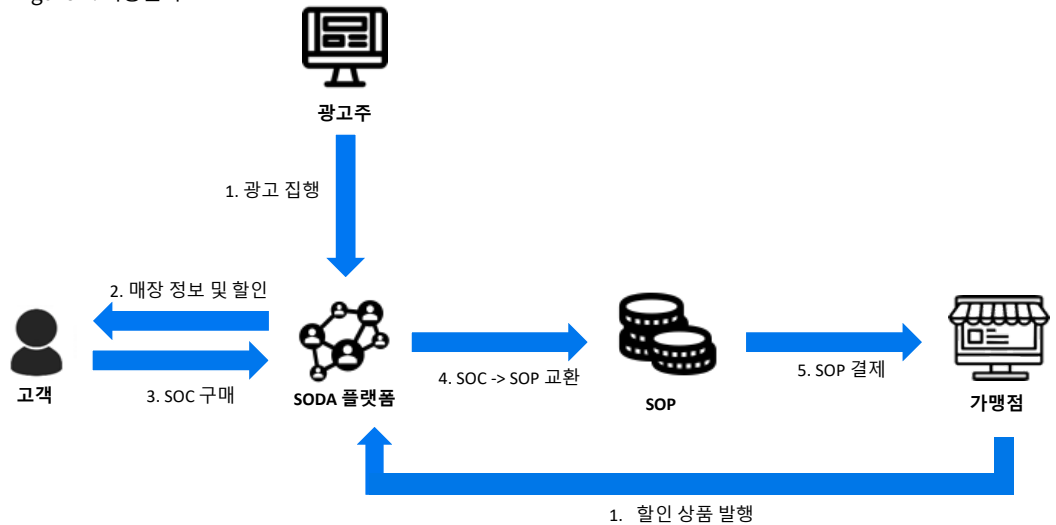 광고주
1. 광고 집행
2. 매장 정보 및 할인
3. SOC 구매
고객
SODA 플랫폼
4. SOC -> SOP 교환
SOP
5. SOP 결제
가맹점
1. 할인 상품 발행